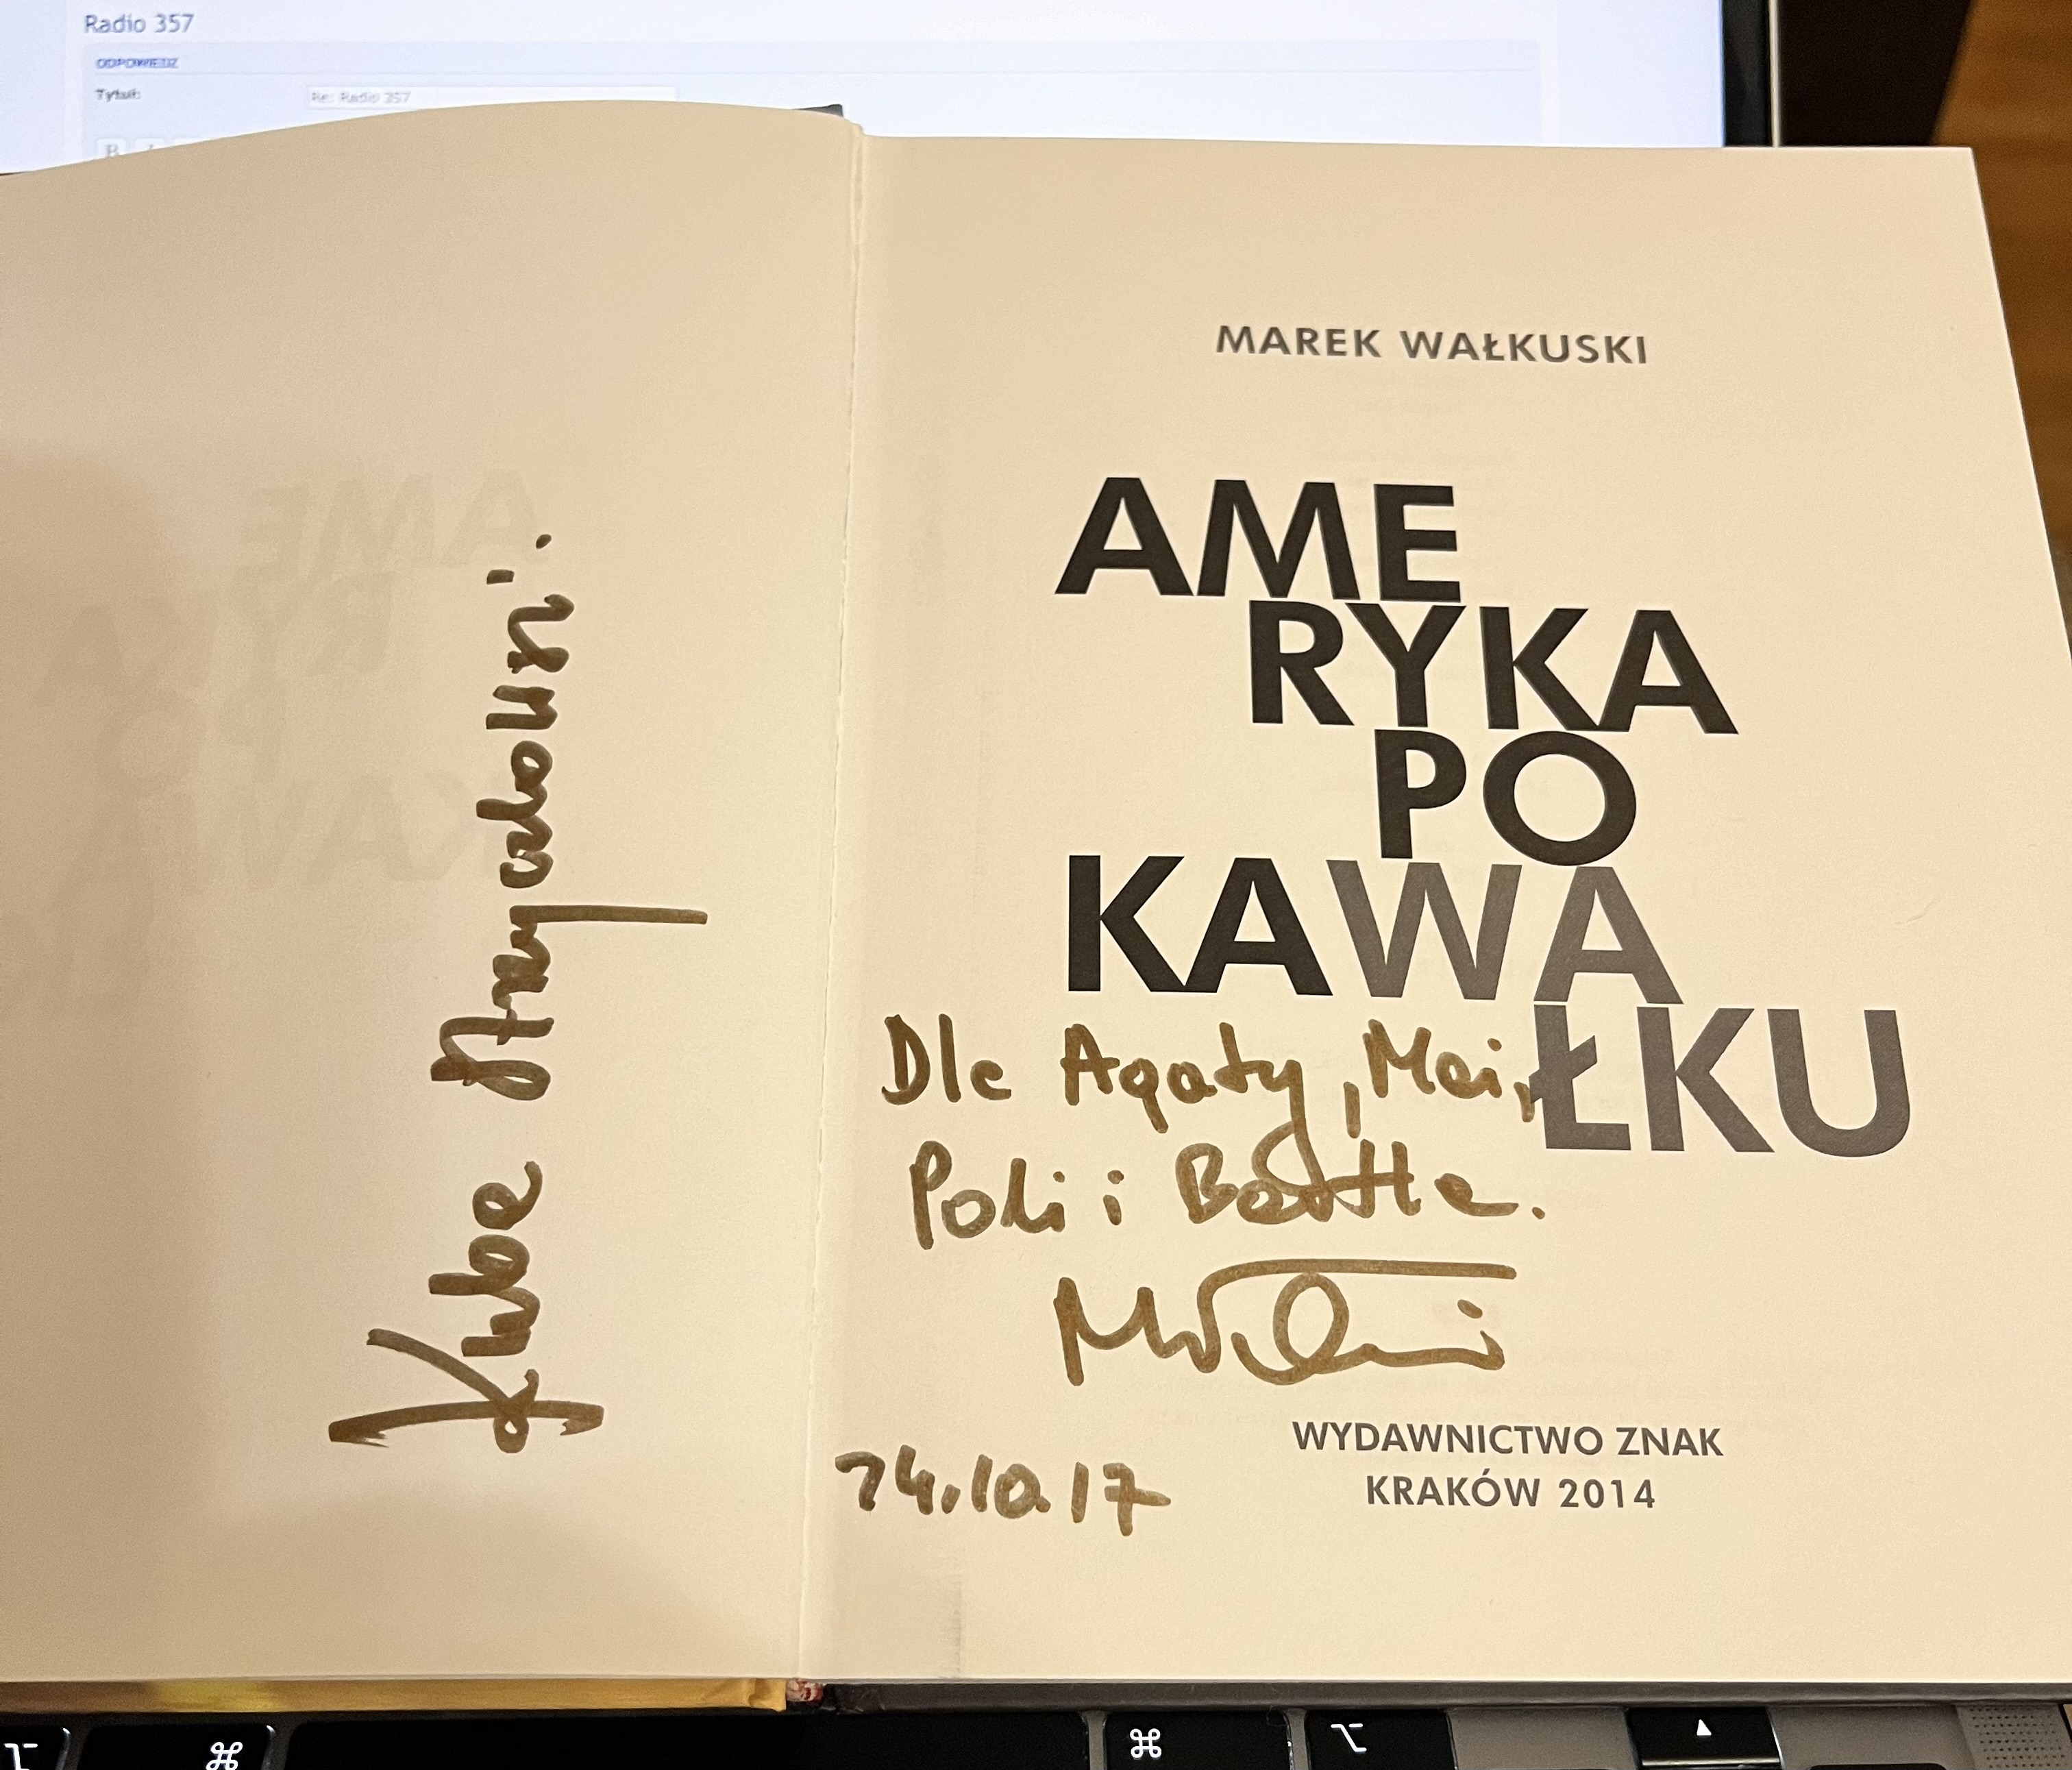 Radio 357
ODPOWIEDZ
Tytuł: Re: Radio 357
B
MAREK WAŁKUSKI
AME
RYKA
PO
KAWA
ŁKU
Dla Agaty, Mai,
Poli i
24.10.17
WYDAWNICTWO ZNAK
KRAKÓW 2014
Kuba
⌥ ⌘ ⌘ ⌥ ▲